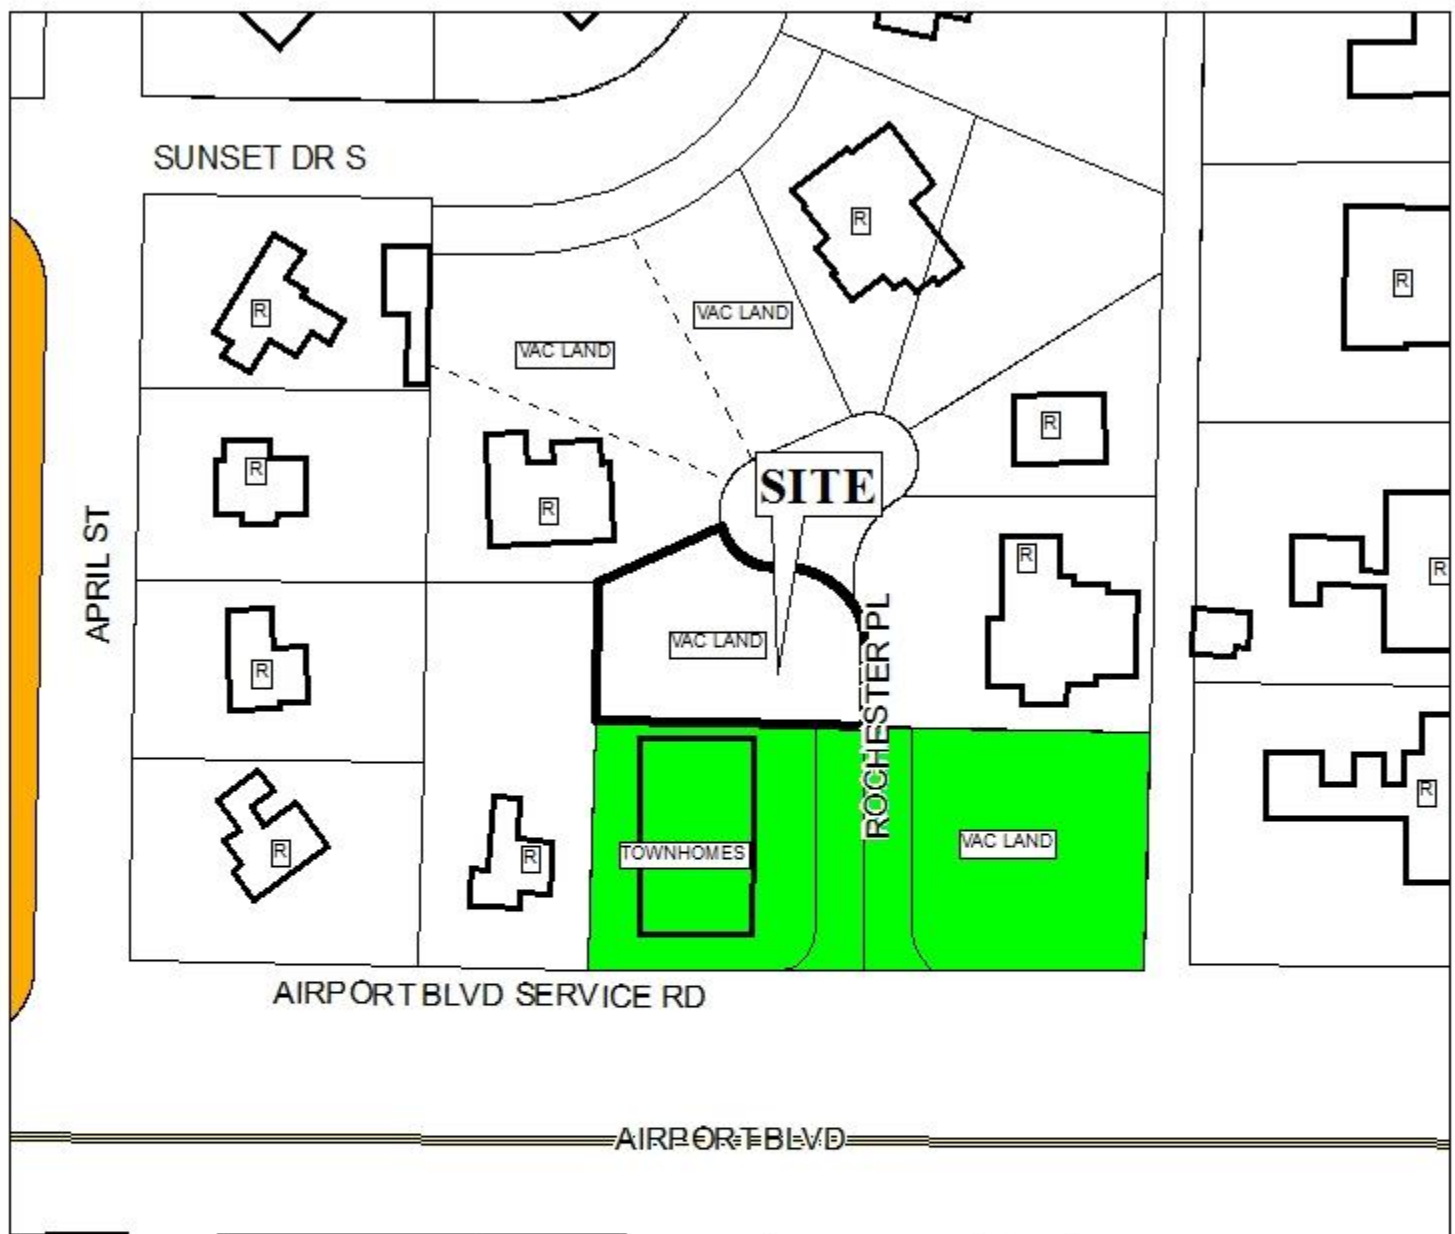 SUNSET DR S
R
R
R
VAC LAND
VAC LAND
R
R
R
SITE
R
R
R
APRIL ST
VAC LAND
R
ROCHESTER PL
R
R
R
TOWNHOMES
VAC LAND
AIRPORT BLVD SERVICE RD
AIRPORT BLVD